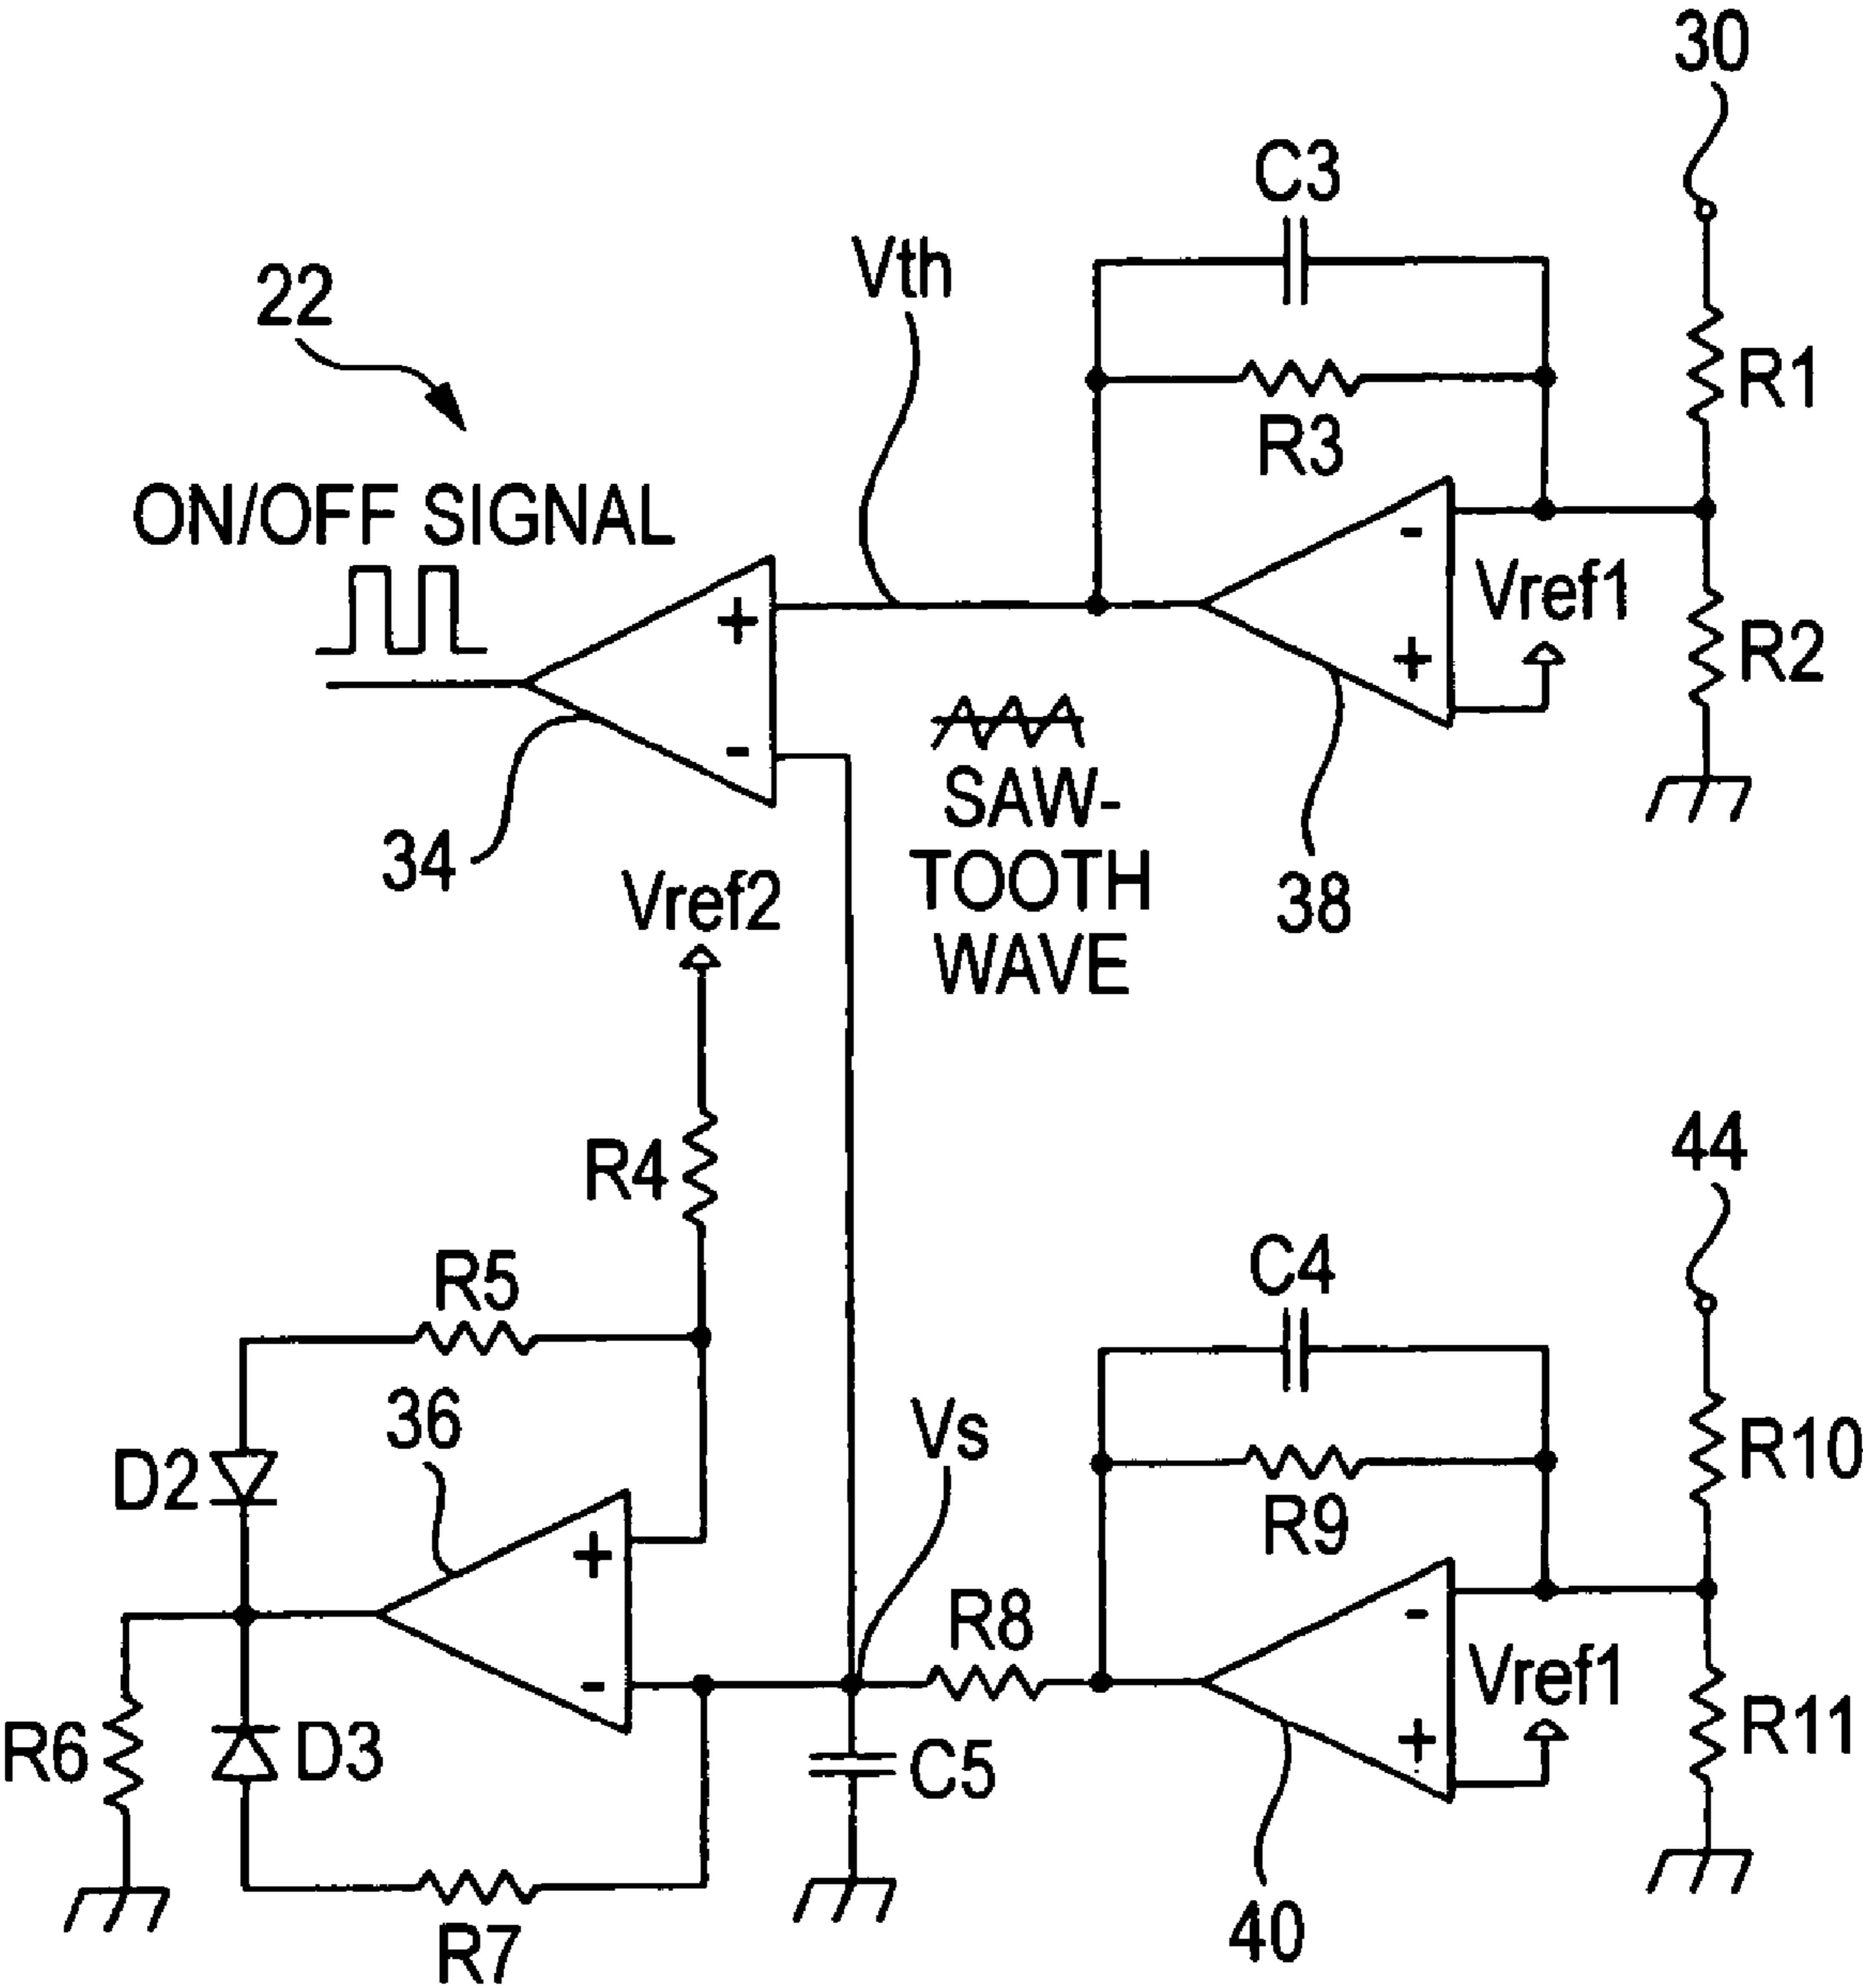 30
C3
Vth
22
R1
R3
ON/OFF SIGNAL
-
Vref1
+
+
R2
-
SAW-
TOOTH
WAVE
34
38
Vref2
R4
44
R5
C4
36
Vs
D2
R10
R9
+
-
R8
-
Vref1
+
R6
D3
C5
R11
R7
40